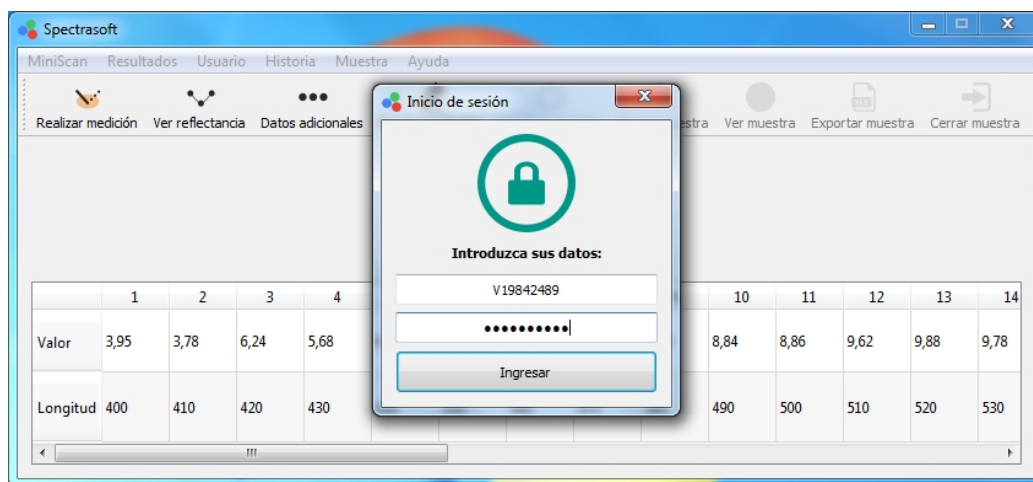 Spectrasoft
MiniScan Resultados Usuario Historia Muestra Ayuda
Realizar medición Ver reflectancia Datos adicionales Ver muestra Exportar muestra Cerrar muestra
Inicio de sesión
Introduzca sus datos:
V19842489
••••••••••
Ingresar
1 2 3 4 10 11 12 13 14
Valor 3,95 3,78 6,24 5,68 8,84 8,86 9,62 9,88 9,78
Longitud 400 410 420 430 490 500 510 520 530